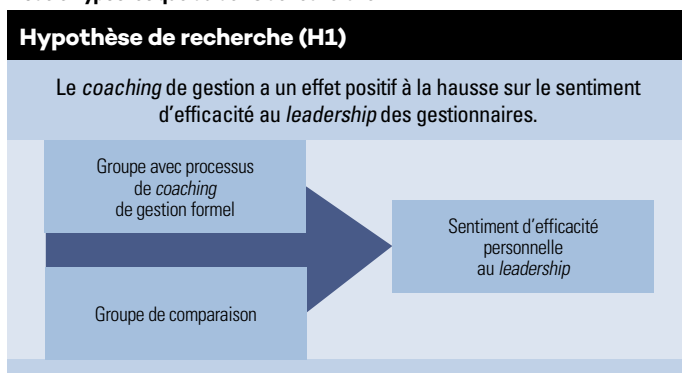 Hypothèse de recherche (H1)
Le coaching de gestion a un effet positif à la hausse sur le sentiment
d'efficacité au leadership des gestionnaires.
Groupe avec processus
de coaching
de gestion formel
Sentiment d'efficacité
personnelle
au leadership
Groupe de comparaison